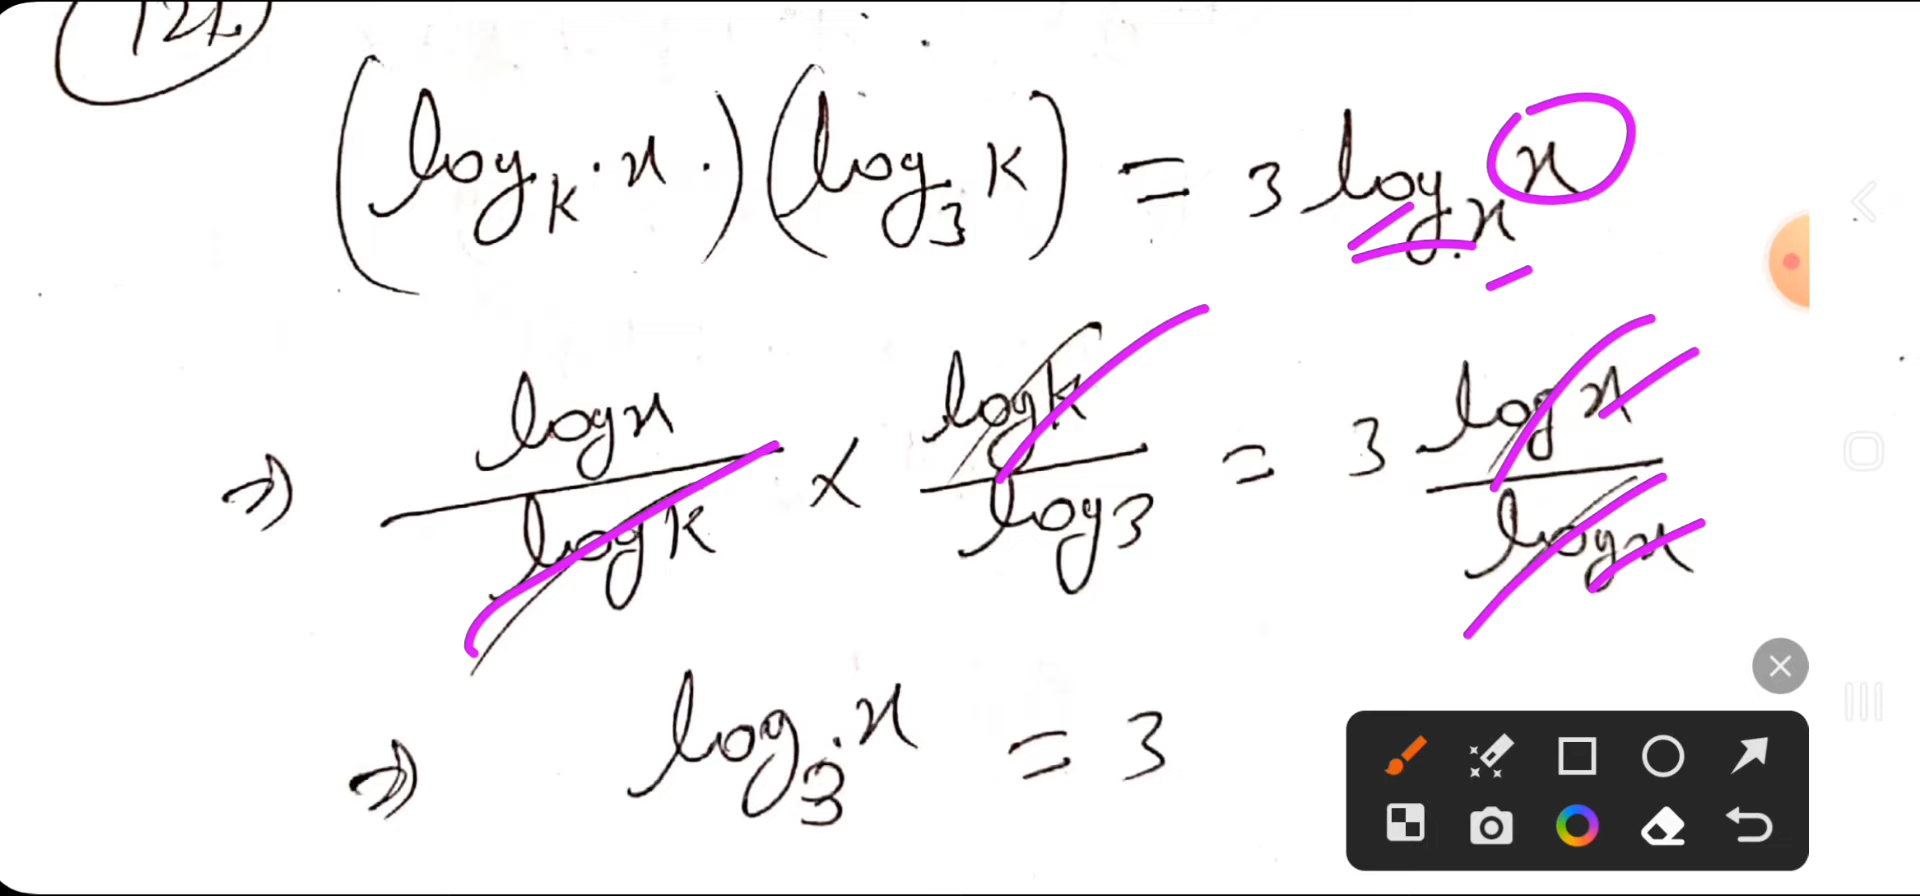 (log_k · x ·)(log_3 k) = 3 log_x x
⇒ log x / log k × log k / log 3 = 3 log x / log x
⇒ log_3 · x = 3